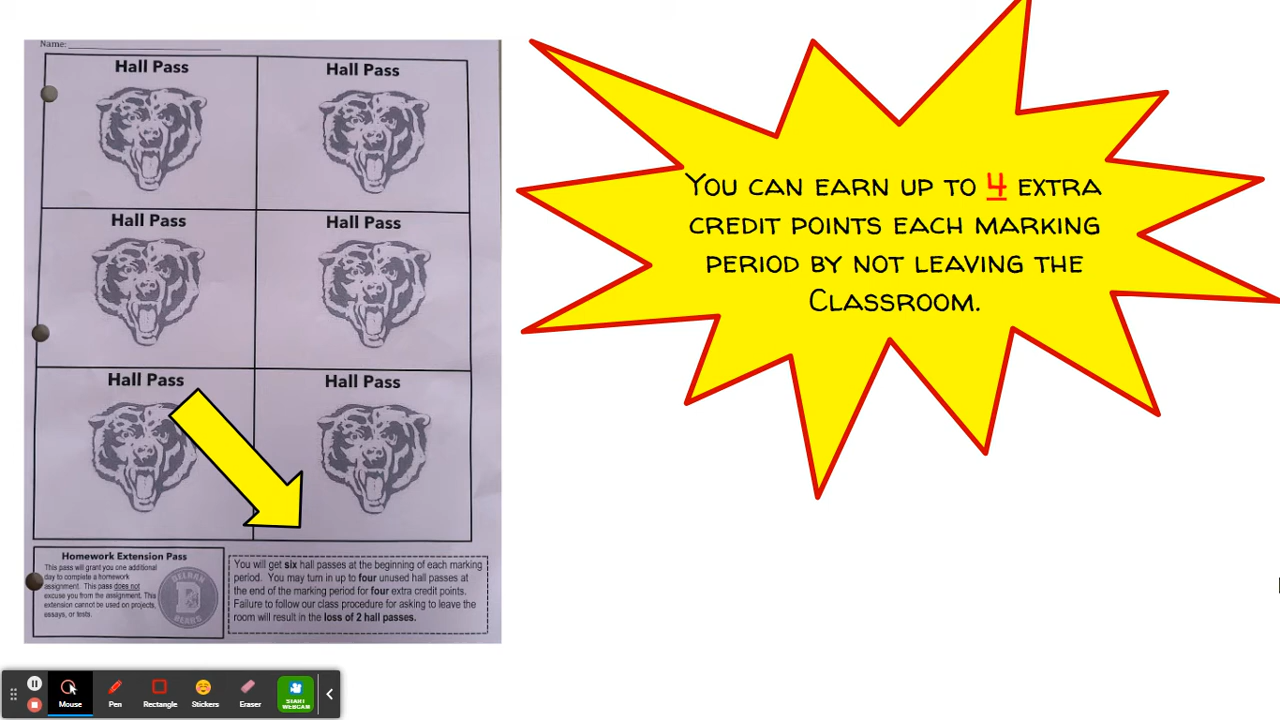 Name:
Hall Pass
Hall Pass
Hall Pass
Hall Pass
Hall Pass
Hall Pass
Homework Extension Pass
This pass will grant you one additional
day to complete a homework
assignment. This pass does not
excuse you from the assignment. This
extension cannot be used on projects,
essays, or tests.
DELRAN
BEARS
You will get six hall passes at the beginning of each marking
period. You may turn in up to four unused hall passes at
the end of the marking period for four extra credit points.
Failure to follow our class procedure for asking to leave the
room will result in the loss of 2 hall passes.
You can earn up to 4 extra
credit points each marking
period by not leaving the
Classroom.
Mouse
Pen
Rectangle
Stickers
Eraser
START
WEBCAM